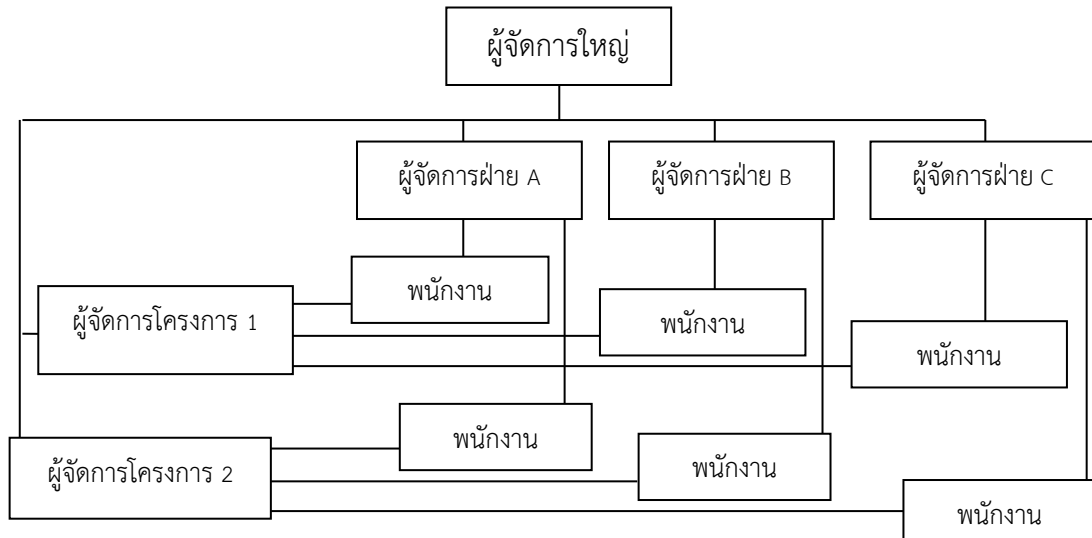 ผู้จัดการใหญ่
ผู้จัดการฝ่าย A
ผู้จัดการฝ่าย B
ผู้จัดการฝ่าย C
พนักงาน
ผู้จัดการโครงการ 1
พนักงาน
พนักงาน
พนักงาน
ผู้จัดการโครงการ 2
พนักงาน
พนักงาน